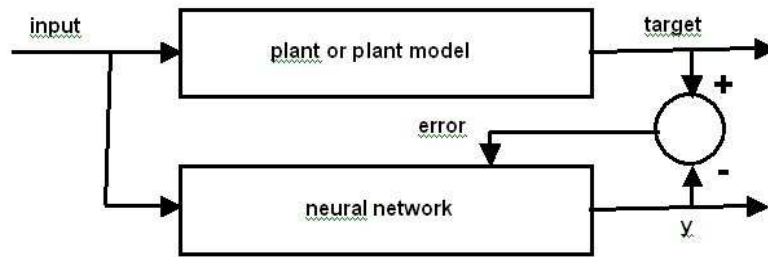 input
plant or plant model
target
+
error
-
neural network
y